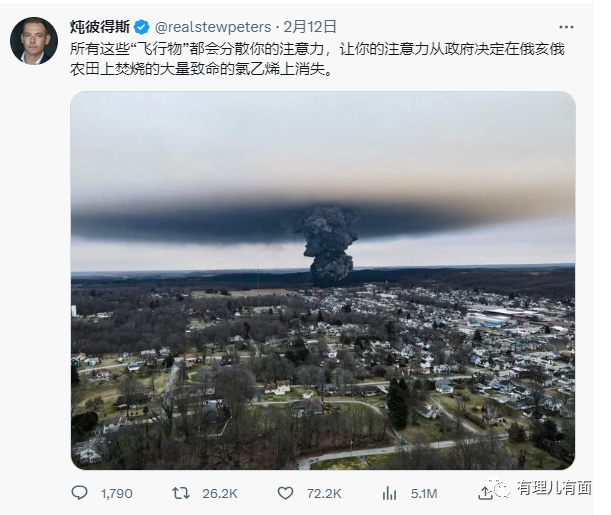 炖彼得斯 @realstewpeters · 2月12日
所有这些“飞行物”都会分散你的注意力，让你的注意力从政府决定在俄亥俄
农田上焚烧的大量致命的氯乙烯上消失。
1,790 26.2K 72.2K 5.1M
有理儿有面